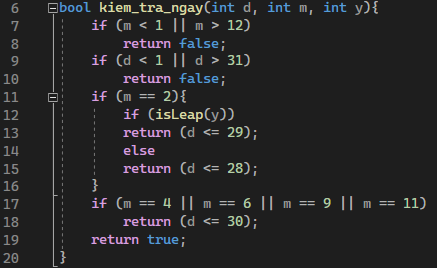 6 bool kiem_tra_ngay(int d, int m, int y){
7 if (m < 1 || m > 12)
8 return false;
9 if (d < 1 || d > 31)
10 return false;
11 if (m == 2){
12 if (isLeap(y))
13 return (d <= 29);
14 else
15 return (d <= 28);
16 }
17 if (m == 4 || m == 6 || m == 9 || m == 11)
18 return (d <= 30);
19 return true;
20 }